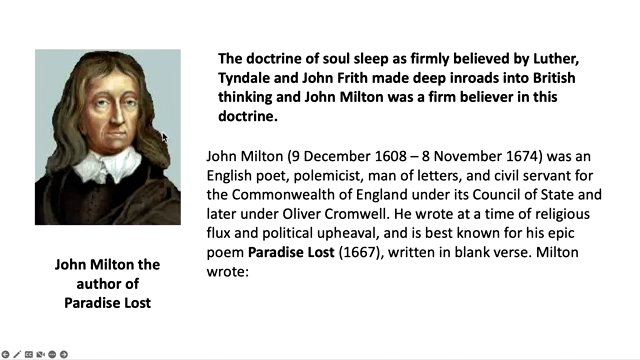 The doctrine of soul sleep as firmly believed by Luther,
Tyndale and John Frith made deep inroads into British
thinking and John Milton was a firm believer in this
doctrine.
John Milton (9 December 1608 – 8 November 1674) was an
English poet, polemicist, man of letters, and civil servant for
the Commonwealth of England under its Council of State and
later under Oliver Cromwell. He wrote at a time of religious
flux and political upheaval, and is best known for his epic
poem Paradise Lost (1667), written in blank verse. Milton
wrote:
John Milton the
author of
Paradise Lost